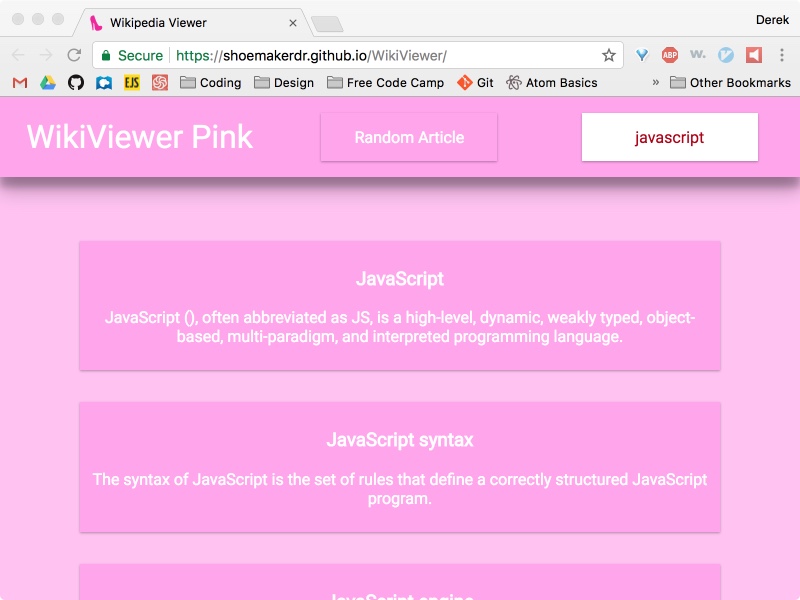 Wikipedia Viewer
Derek
Secure https://shoemakerdr.github.io/WikiViewer/
ABP W.
EJS Coding Design Free Code Camp Git Atom Basics » Other Bookmarks
WikiViewer Pink
Random Article
javascript
JavaScript
JavaScript (), often abbreviated as JS, is a high-level, dynamic, weakly typed, object-
based, multi-paradigm, and interpreted programming language.
JavaScript syntax
The syntax of JavaScript is the set of rules that define a correctly structured JavaScript
program.
JavaScript engine